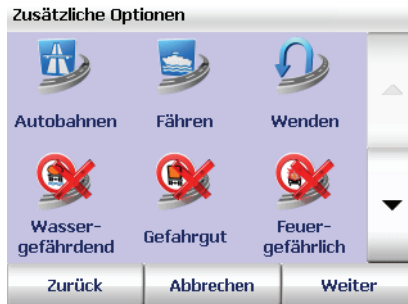 Zusätzliche Optionen
Autobahnen Fähren Wenden
Wasser-
gefährdend
Gefahrgut
Feuer-
gefährlich
Zurück Abbrechen Weiter